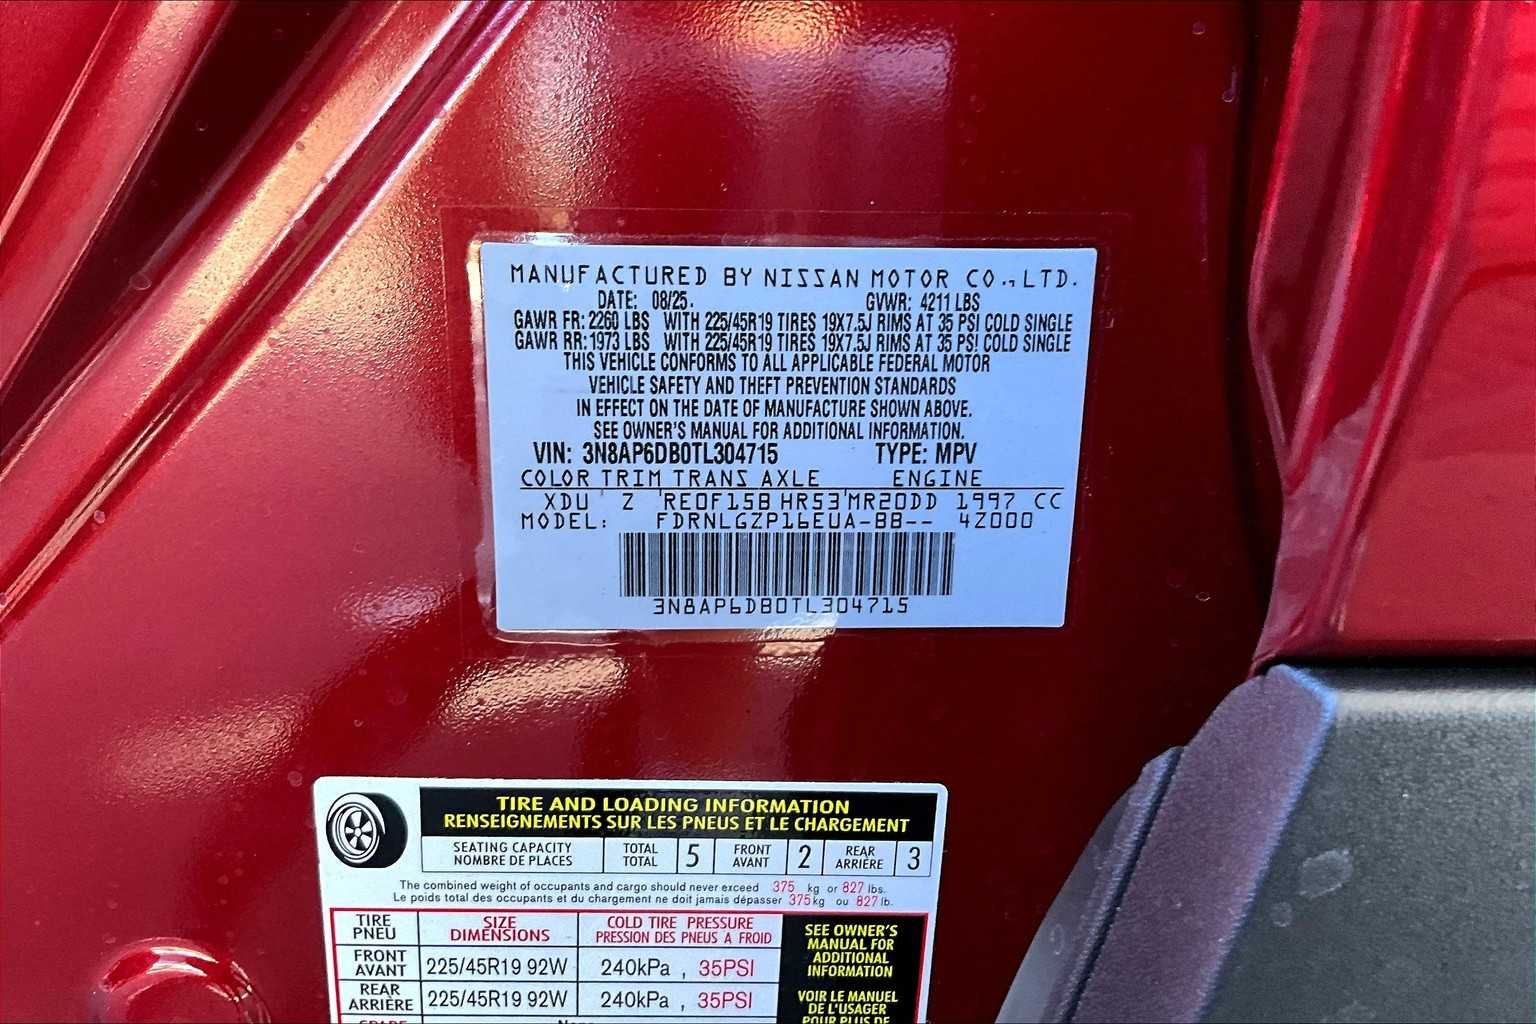 MANUFACTURED BY NISSAN MOTOR CO.,LTD.
DATE: 08/25. GVWR: 4211 LBS
GAWR FR: 2260 LBS WITH 225/45R19 TIRES 19X7.5J RIMS AT 35 PSI COLD SINGLE
GAWR RR: 1973 LBS WITH 225/45R19 TIRES 19X7.5J RIMS AT 35 PSI COLD SINGLE
THIS VEHICLE CONFORMS TO ALL APPLICABLE FEDERAL MOTOR
VEHICLE SAFETY AND THEFT PREVENTION STANDARDS
IN EFFECT ON THE DATE OF MANUFACTURE SHOWN ABOVE.
SEE OWNER'S MANUAL FOR ADDITIONAL INFORMATION.
VIN: 3N8AP6DB0TL304715 TYPE: MPV
COLOR TRIM TRANS AXLE ENGINE
XDU Z RE0F15B HR53 MR20DD 1997 CC
MODEL: FDRNLGZP16EUA-BB-- 4Z000
3N8AP6DB0TL304715
TIRE AND LOADING INFORMATION
RENSEIGNEMENTS SUR LES PNEUS ET LE CHARGEMENT
SEATING CAPACITY TOTAL 5 FRONT 2 REAR 3
NOMBRE DE PLACES TOTAL AVANT ARRIÈRE
The combined weight of occupants and cargo should never exceed 375 kg or 827 lbs.
Le poids total des occupants et du chargement ne doit jamais dépasser 375 kg ou 827 lb.
TIRE SIZE COLD TIRE PRESSURE
PNEU DIMENSIONS PRESSION DES PNEUS À FROID
FRONT
AVANT 225/45R19 92W 240kPa , 35PSI
REAR
ARRIÈRE 225/45R19 92W 240kPa , 35PSI
SEE OWNER'S
MANUAL FOR
ADDITIONAL
INFORMATION
VOIR LE MANUEL
DE L'USAGER
POUR PLUS DE